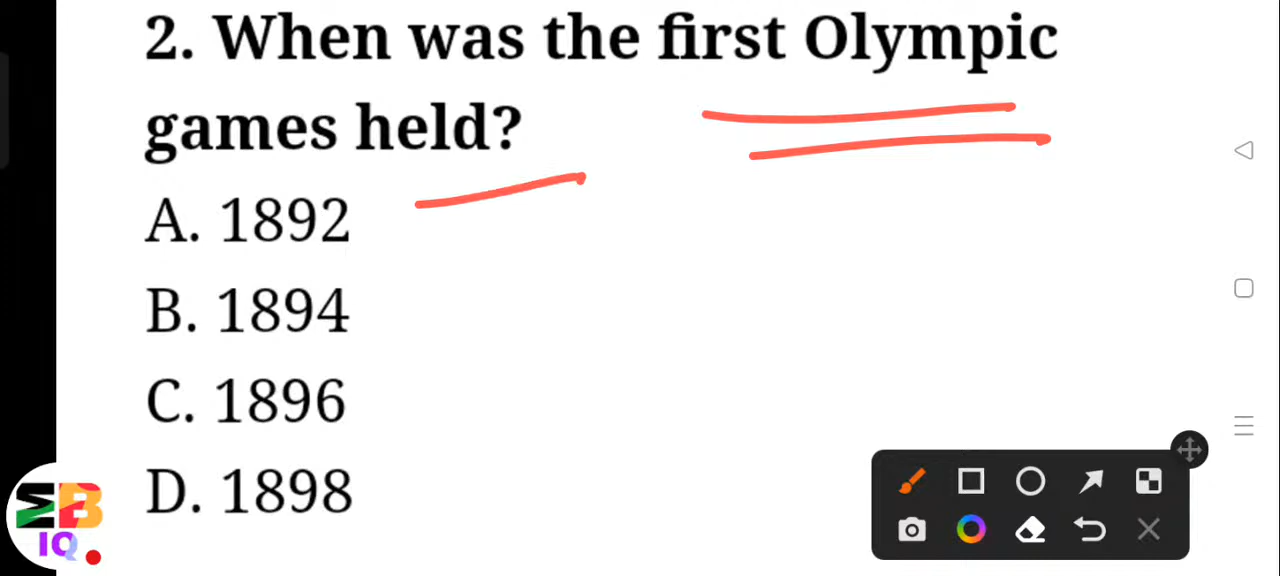 2. When was the first Olympic
games held?
A. 1892
B. 1894
C. 1896
D. 1898
IQ